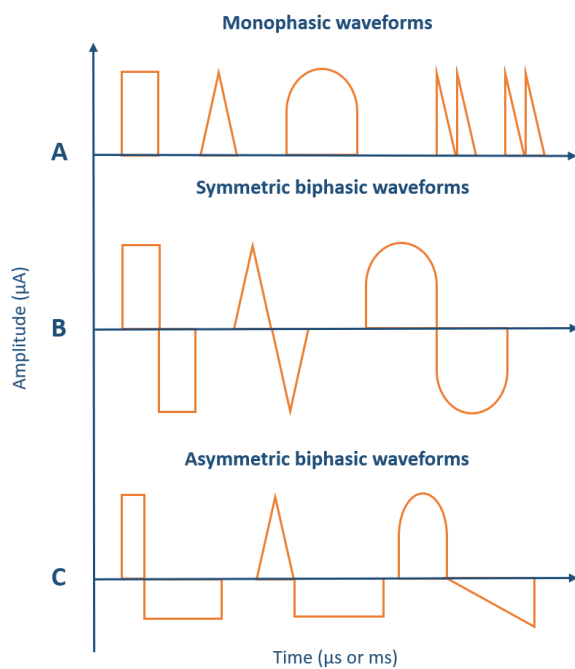 Monophasic waveforms
A
Symmetric biphasic waveforms
B
Amplitude (µA)
Asymmetric biphasic waveforms
C
Time (µs or ms)